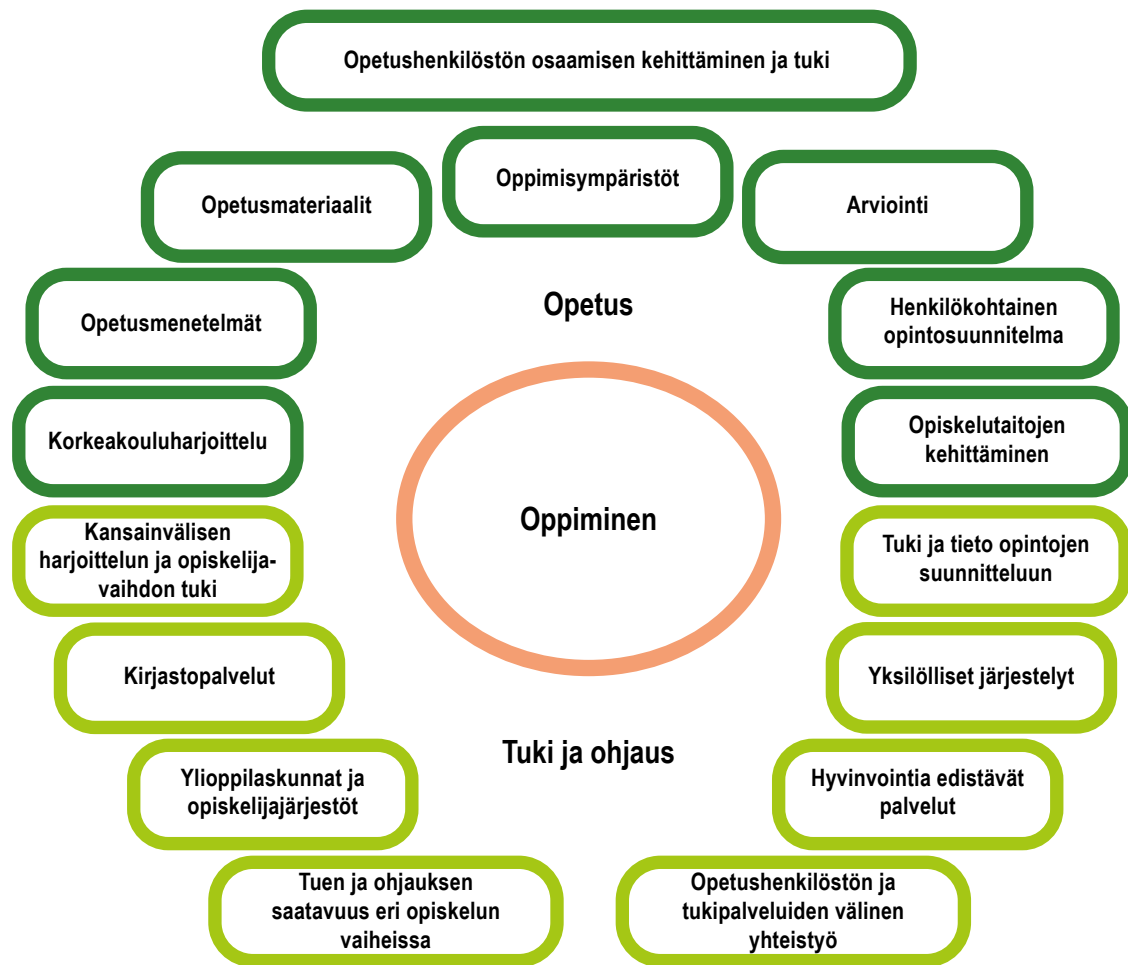 Opetushenkilöstön osaamisen kehittäminen ja tuki
Oppimisympäristöt
Opetusmateriaalit
Arviointi
Opetus
Opetusmenetelmät
Henkilökohtainen
opintosuunnitelma
Korkeakouluharjoittelu
Opiskelutaitojen
kehittäminen
Oppiminen
Kansainvälisen
harjoittelun ja opiskelija-
vaihdon tuki
Tuki ja tieto opintojen
suunnitteluun
Kirjastopalvelut
Yksilölliset järjestelyt
Tuki ja ohjaus
Ylioppilaskunnat ja
opiskelijajärjestöt
Hyvinvointia edistävät
palvelut
Tuen ja ohjauksen
saatavuus eri opiskelun
vaiheissa
Opetushenkilöstön ja
tukipalveluiden välinen
yhteistyö